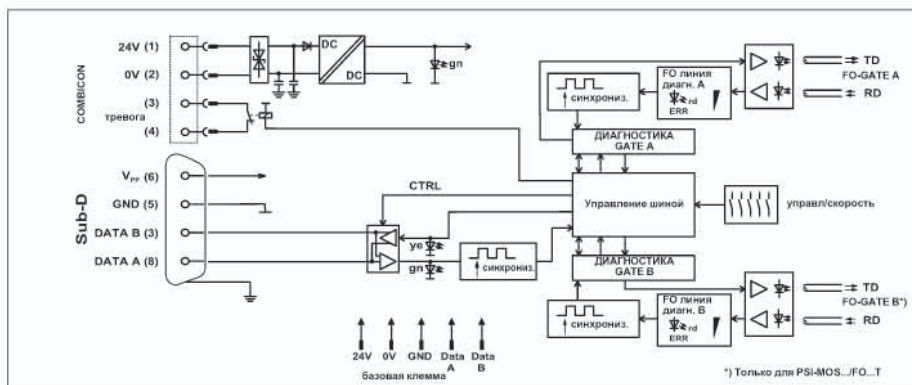 COMBICON
24V (1)
0V (2)
(3)
тревога
(4)
DC
DC
gn
Sub-D
VPP (6)
GND (5)
DATA B (3)
DATA A (8)
CTRL
ye
gn
синхрониз.
24V
0V
GND
Data A
Data B
базовая клемма
синхрониз.
FO линия
диагн. A
rd
ERR
TD
FO-GATE A
RD
ДИАГНОСТИКА
GATE A
Управление шиной
управл/скорость
ДИАГНОСТИКА
GATE B
синхрониз.
FO линия
диагн. B
rd
ERR
TD
FO-GATE B*)
RD
*) Только для PSI-MOS.../FO...T